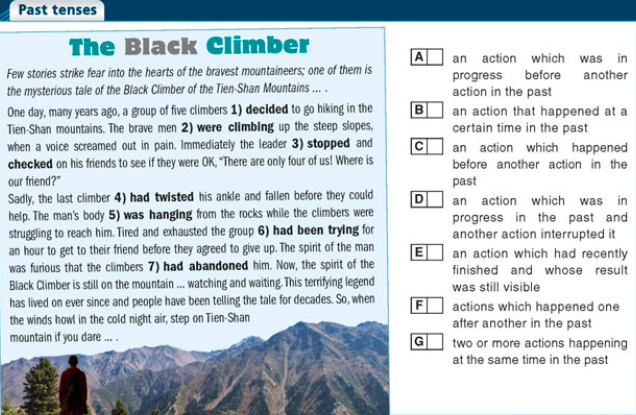 Past tenses
The Black Climber
Few stories strike fear into the hearts of the bravest mountaineers; one of them is
the mysterious tale of the Black Climber of the Tien-Shan Mountains ... .
One day, many years ago, a group of five climbers 1) decided to go hiking in the
Tien-Shan mountains. The brave men 2) were climbing up the steep slopes,
when a voice screamed out in pain. Immediately the leader 3) stopped and
checked on his friends to see if they were OK, “There are only four of us! Where is
our friend?”
Sadly, the last climber 4) had twisted his ankle and fallen before they could
help. The man's body 5) was hanging from the rocks while the climbers were
struggling to reach him. Tired and exhausted the group 6) had been trying for
an hour to get to their friend before they agreed to give up. The spirit of the man
was furious that the climbers 7) had abandoned him. Now, the spirit of the
Black Climber is still on the mountain ... watching and waiting. This terrifying legend
has lived on ever since and people have been telling the tale for decades. So, when
the winds howl in the cold night air, step on Tien-Shan
mountain if you dare ... .
A an action which was in
progress before another
action in the past
B an action that happened at a
certain time in the past
C an action which happened
before another action in the
past
D an action which was in
progress in the past and
another action interrupted it
E an action which had recently
finished and whose result
was still visible
F actions which happened one
after another in the past
G two or more actions happening
at the same time in the past